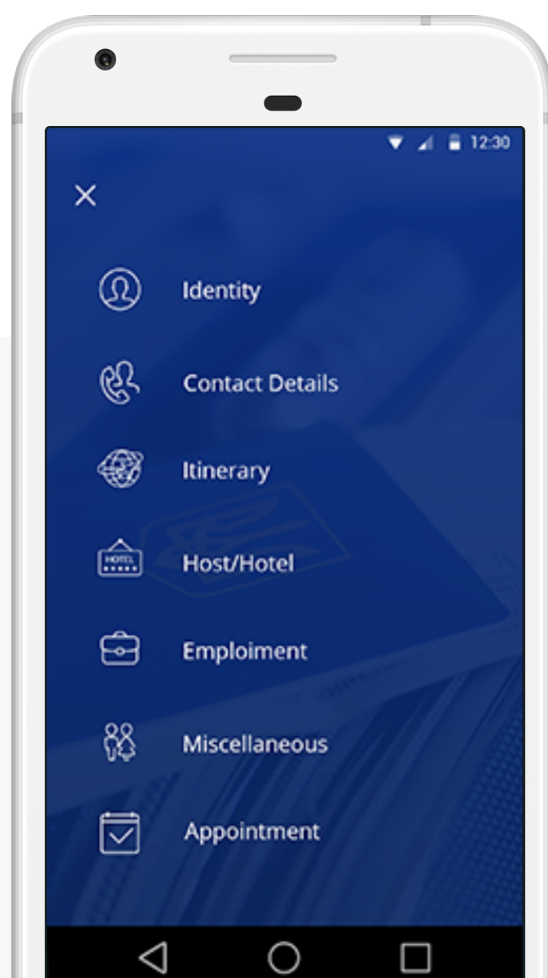 12:30
Identity
Contact Details
Itinerary
HOTEL
Host/Hotel
Emploiment
Miscellaneous
Appointment